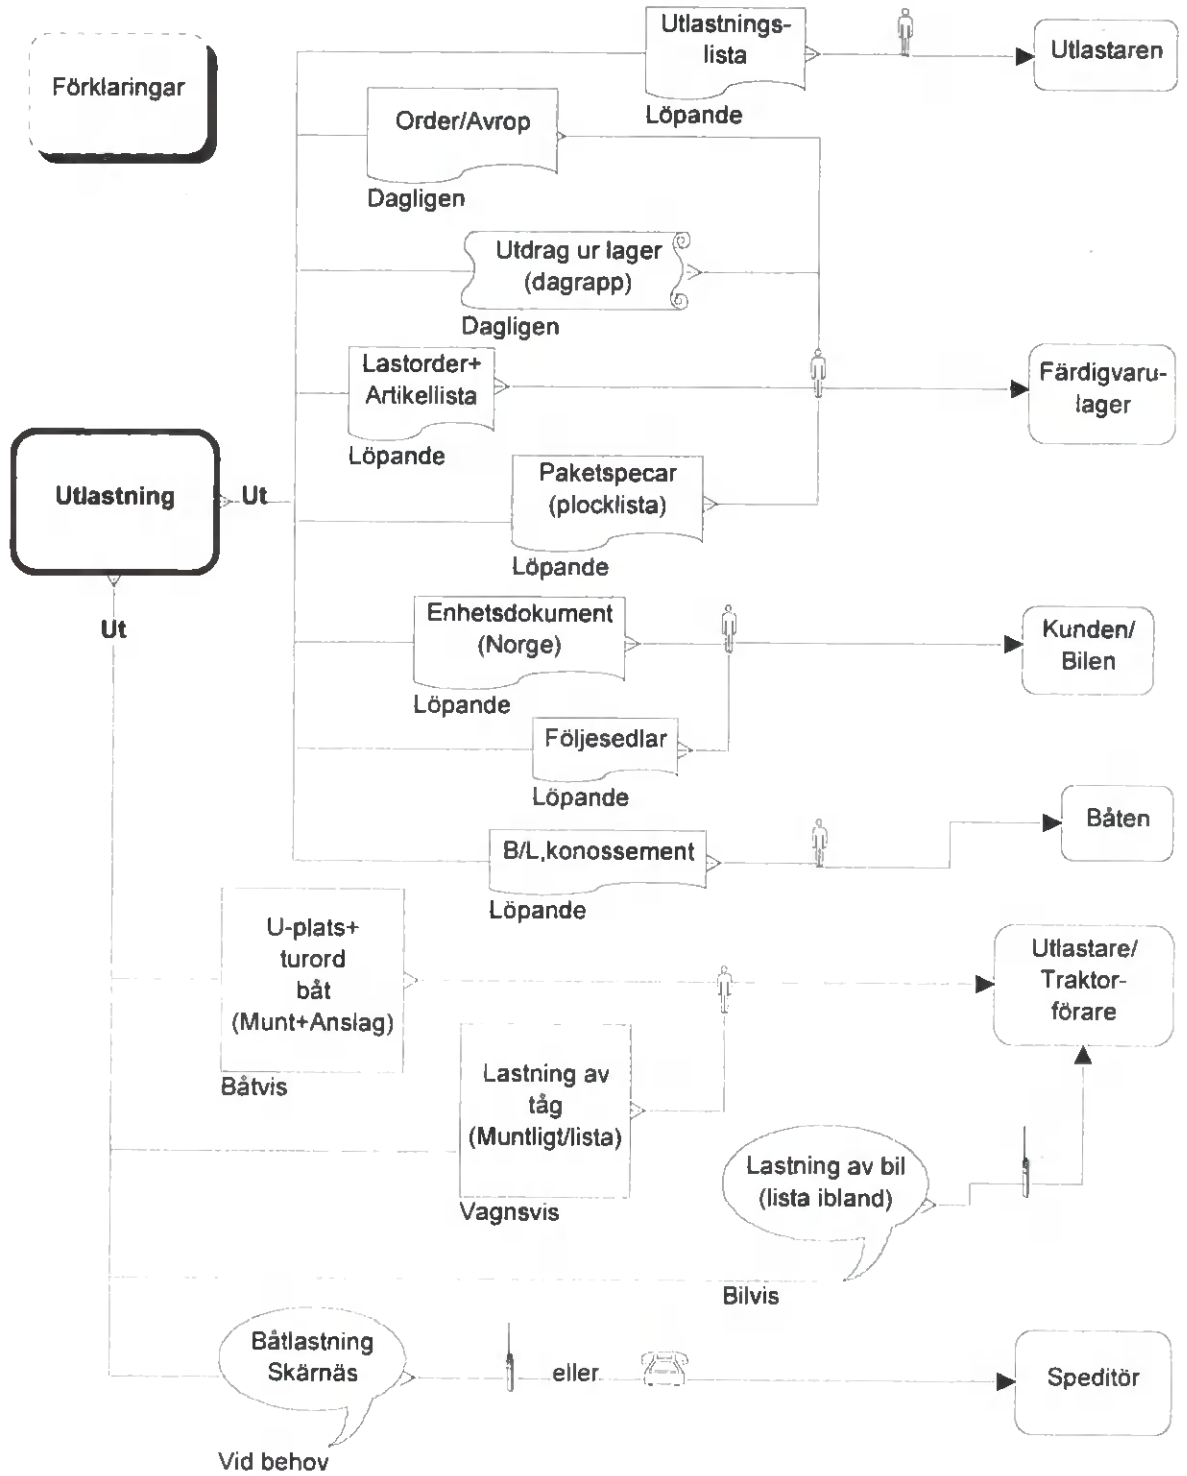 Förklaringar
Utlastnings-
lista
Löpande
Utlastaren
Order/Avrop
Dagligen
Utdrag ur lager
(dagrapp)
Dagligen
Lastorder+
Artikellista
Löpande
Färdigvaru-
lager
Utlastning
Ut
Paketspecar
(plocklista)
Löpande
Ut
Enhetsdokument
(Norge)
Löpande
Kunden/
Bilen
Följesedlar
Löpande
B/L,konossement
Löpande
Båten
U-plats+
turord
båt
(Munt+Anslag)
Båtvis
Utlastare/
Traktor-
förare
Lastning av
tåg
(Muntligt/lista)
Vagnsvis
Lastning av bil
(lista ibland)
Bilvis
Båtlastning
Skärnäs
Vid behov
eller
Speditör